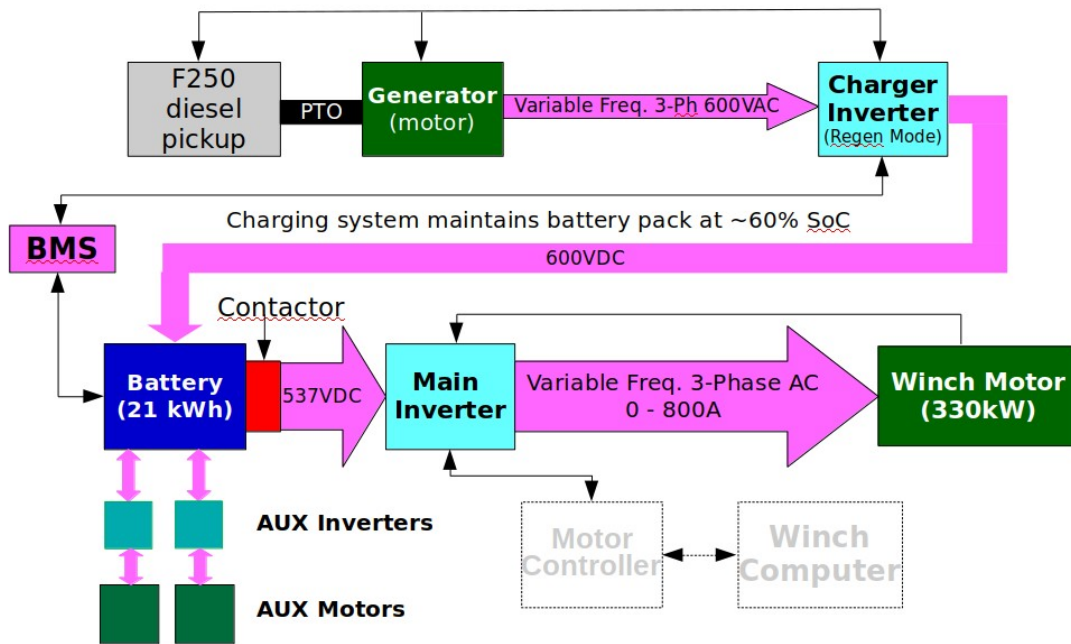 F250
diesel
pickup
PTO
Generator
(motor)
Variable Freq. 3-Ph 600VAC
Charger
Inverter
(Regen Mode)
Charging system maintains battery pack at ~60% SoC
BMS
600VDC
Contactor
Battery
(21 kWh)
537VDC
Main
Inverter
Variable Freq. 3-Phase AC
0 - 800A
Winch Motor
(330kW)
AUX Inverters
Motor
Controller
Winch
Computer
AUX Motors